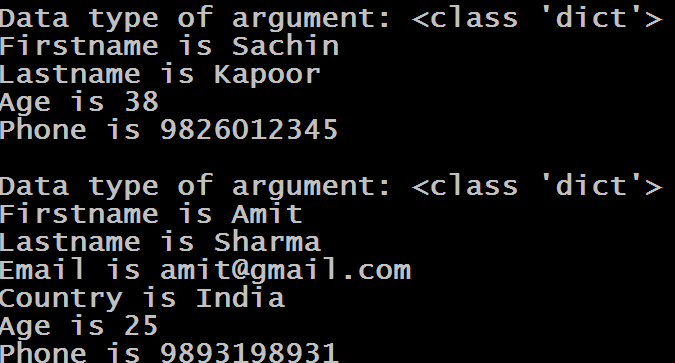 Data type of argument: <class 'dict'>
Firstname is Sachin
Lastname is Kapoor
Age is 38
Phone is 9826012345
Data type of argument: <class 'dict'>
Firstname is Amit
Lastname is Sharma
Email is amit@gmail.com
Country is India
Age is 25
Phone is 9893198931